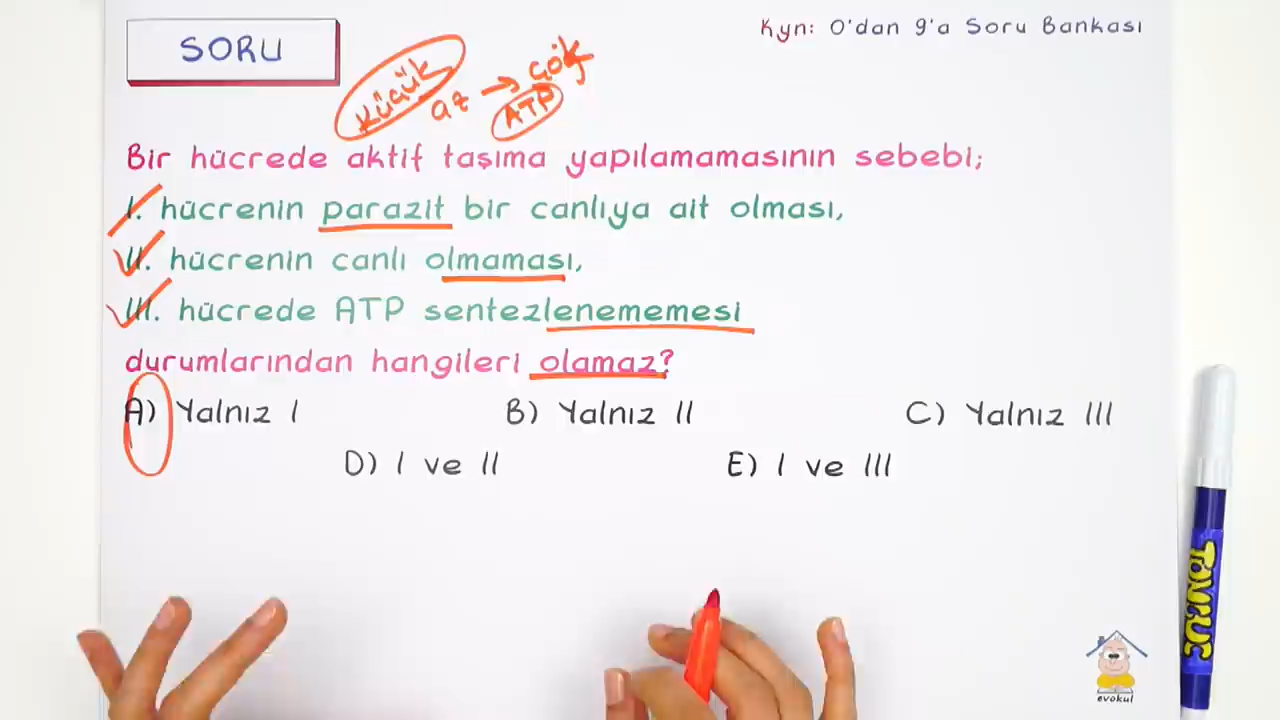 SORU
Kyn: 0'dan 9'a Soru Bankası
Küçük az → çok
ATP
Bir hücrede aktif taşıma yapılamamasının sebebi;
I. hücrenin parazit bir canlıya ait olması,
II. hücrenin canlı olmaması,
III. hücrede ATP sentezlenememesi
durumlarından hangileri olamaz?
A) Yalnız I B) Yalnız II C) Yalnız III
D) I ve II E) I ve III
evokul